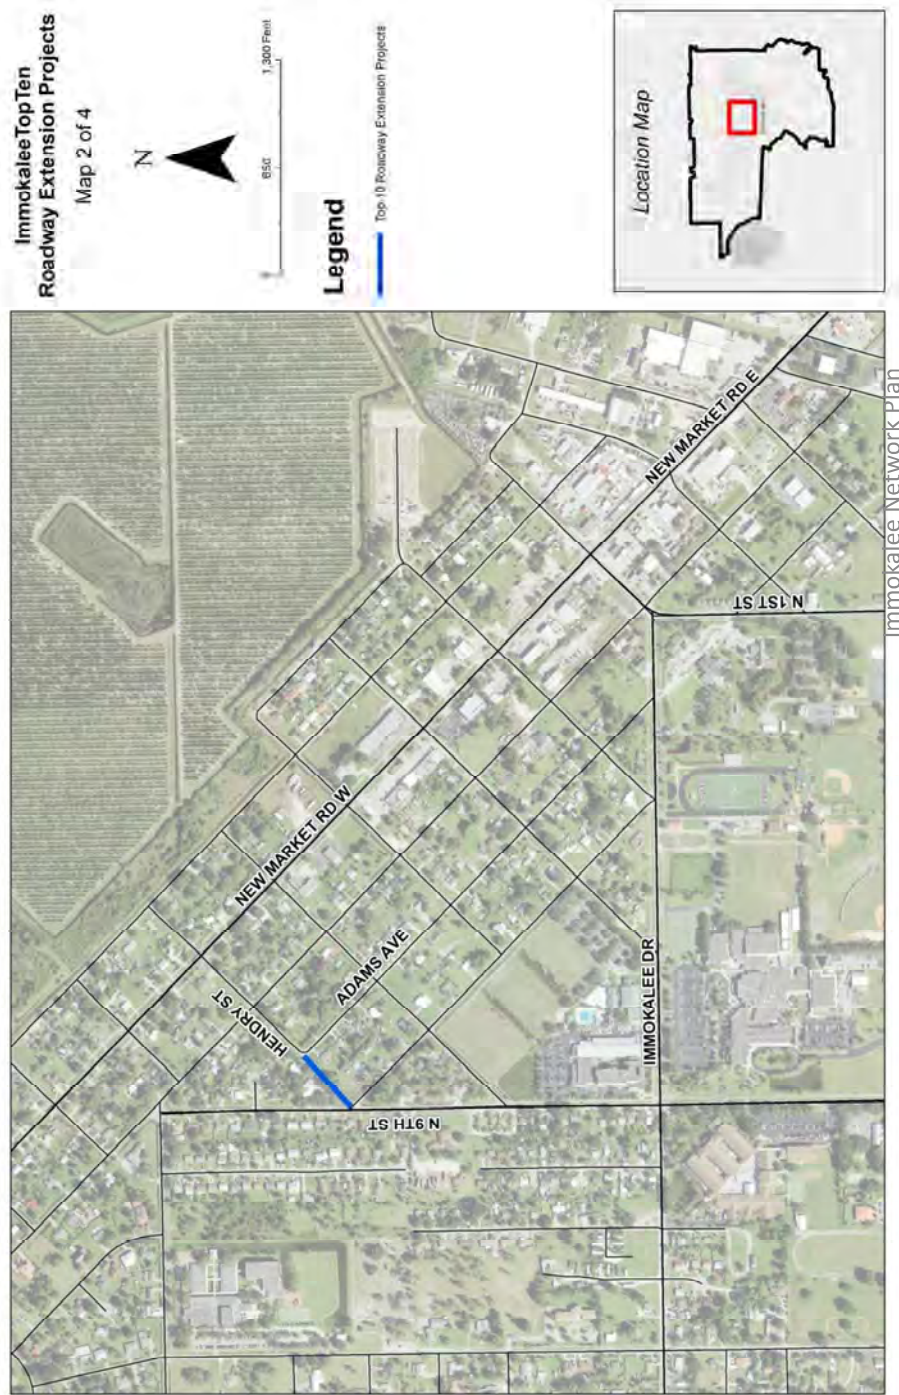 ImmokaleeTopTen
Roadway Extension Projects
Map 2 of 4
N
0 650 1,300 Feet
Legend
Top 10 Roadway Extension Projects
Location Map
NEW MARKET RD E
N 1ST ST
NEW MARKET RD W
ADAMS AVE
HENDRY ST
IMMOKALEE DR
N 9TH ST
Immokalee Network Plan